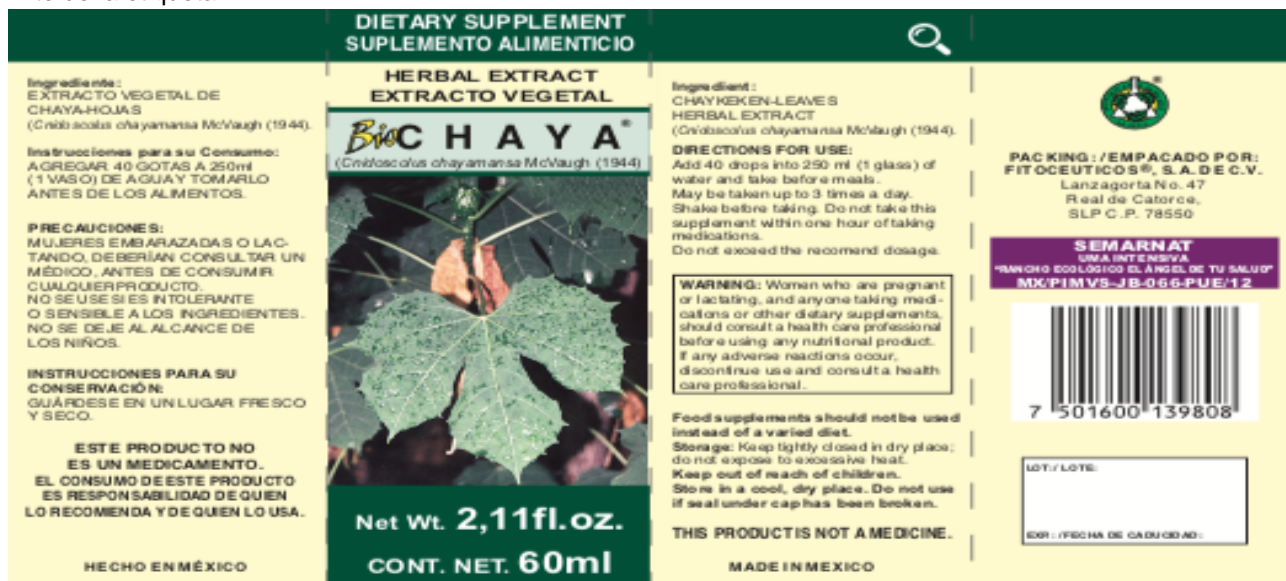 DIETARY SUPPLEMENT
SUPLEMENTO ALIMENTICIO
Ingrediente:
EXTRACTO VEGETAL DE
CHAYA-HOJAS
(Cnidoscolus chayamansa McVaugh (1944).
Instrucciones para su Consumo:
AGREGAR 40 GOTAS A 250ml
(1 VASO) DE AGUA Y TOMARLO
ANTES DE LOS ALIMENTOS.
PRECAUCIONES:
MUJERES EMBARAZADAS O LAC-
TANDO, DEBERÍAN CONSULTAR UN
MÉDICO, ANTES DE CONSUMIR
CUALQUIER PRODUCTO.
NO SE USE SI ES INTOLERANTE
O SENSIBLE A LOS INGREDIENTES.
NO SE DEJE AL ALCANCE DE
LOS NIÑOS.
INSTRUCCIONES PARA SU
CONSERVACIÓN:
GUÁRDESE EN UN LUGAR FRESCO
Y SECO.
ESTE PRODUCTO NO
ES UN MEDICAMENTO.
EL CONSUMO DE ESTE PRODUCTO
ES RESPONSABILIDAD DE QUIEN
LO RECOMIENDA Y DE QUIEN LO USA.
HECHO EN MÉXICO
HERBAL EXTRACT
EXTRACTO VEGETAL
BioCHAYA®
(Cnidoscolus chayamansa McVaugh (1944)
Net Wt. 2,11fl.oz.
CONT. NET. 60ml
Ingredient:
CHAYKEKEN-LEAVES
HERBAL EXTRACT
(Cnidoscolus chayamansa McVaugh (1944).
DIRECTIONS FOR USE:
Add 40 drops into 250 ml (1 glass) of
water and take before meals.
May be taken up to 3 times a day.
Shake before taking. Do not take this
supplement within one hour of taking
medications.
Do not exceed the recomend dosage.
WARNING: Women who are pregnant
or lactating, and anyone taking medi-
cations or other dietary supplements,
should consult a health care professional
before using any nutritional product.
If any adverse reactions occur,
discontinue use and consult a health
care professional.
Food supplements should not be used
instead of a varied diet.
Storage: Keep tightly closed in dry place;
do not expose to excessive heat.
Keep out of reach of children.
Store in a cool, dry place. Do not use
if seal under cap has been broken.
THIS PRODUCT IS NOT A MEDICINE.
MADE IN MEXICO
PACKING: / EMPACADO POR:
FITOCEUTICOS®, S.A. DE C.V.
Lanzagorta No. 47
Real de Catorce,
SLP C.P. 78550
SEMARNAT
UMA INTENSIVA
"RANCHO ECOLÓGICO EL ÁNGEL DE TU SALUD"
MX/PIMVS-JB-066-PUE/12
7 501600 139808
LOT: / LOTE:
EXP: / FECHA DE CADUCIDAD: